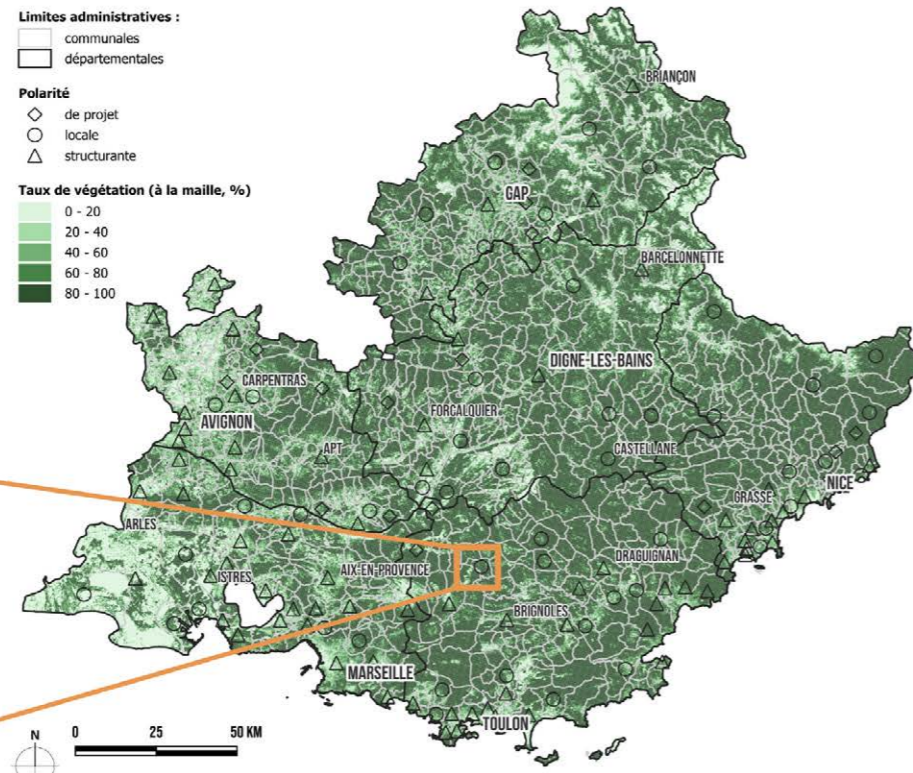 Limites administratives :
communales
départementales
Polarité
de projet
locale
structurante
Taux de végétation (à la maille, %)
0 - 20
20 - 40
40 - 60
60 - 80
80 - 100
BRIANÇON
GAP
BARCELONNETTE
DIGNE-LES-BAINS
CARPENTRAS
FORCALQUIER
AVIGNON
APT
CASTELLANE
NICE
GRASSE
ARLES
DRAGUIGNAN
ISTRES
AIX-EN-PROVENCE
BRIGNOLES
MARSEILLE
TOULON
N
0 25 50 KM